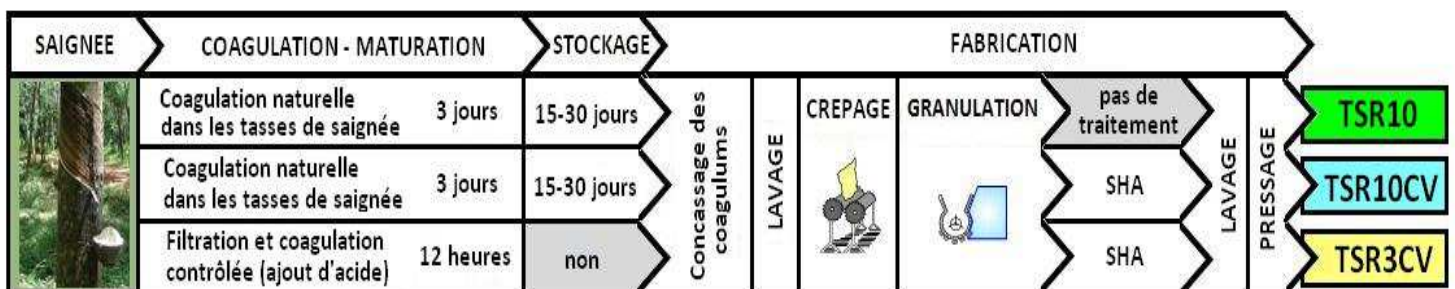 SAIGNEE
COAGULATION - MATURATION
STOCKAGE
FABRICATION
Coagulation naturelle
dans les tasses de saignée
3 jours
15-30 jours
Coagulation naturelle
dans les tasses de saignée
3 jours
15-30 jours
Filtration et coagulation
contrôlée (ajout d'acide)
12 heures
non
Concassage des
coagulums
LAVAGE
CREPAGE
GRANULATION
pas de
traitement
SHA
SHA
LAVAGE
PRESSAGE
TSR10
TSR10CV
TSR3CV